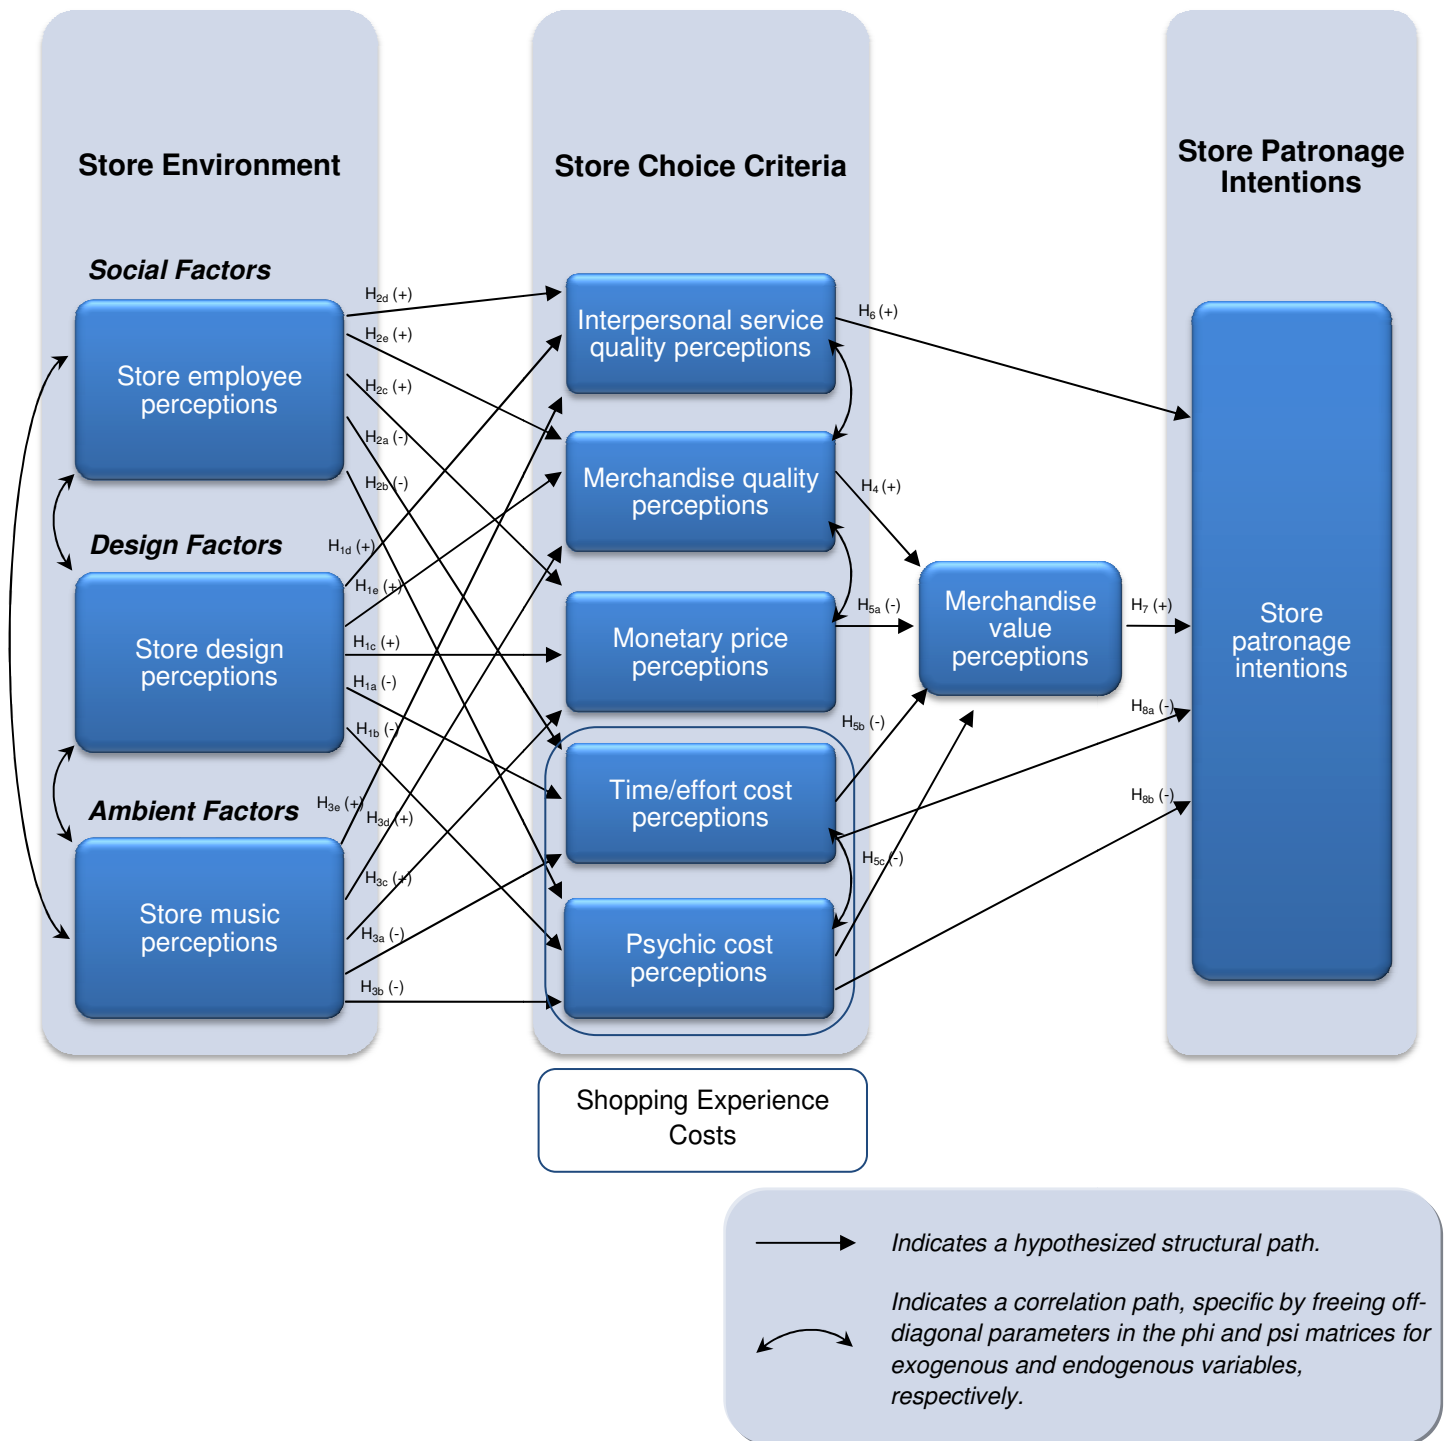 Store Environment
Store Choice Criteria
Store Patronage
Intentions
Social Factors
Store employee
perceptions
Design Factors
Store design
perceptions
Ambient Factors
Store music
perceptions
H2d (+)
H2e (+)
H2c (+)
H2a (-)
H2b (-)
H1d (+)
H1e (+)
H1c (+)
H1a (-)
H1b (-)
H3e (+)
H3d (+)
H3c (+)
H3a (-)
H3b (-)
Interpersonal service
quality perceptions
Merchandise quality
perceptions
Monetary price
perceptions
Time/effort cost
perceptions
Psychic cost
perceptions
H6 (+)
H4 (+)
H5a (-)
H5b (-)
H5c (-)
Merchandise
value
perceptions
H7 (+)
H8a (-)
H8b (-)
Store
patronage
intentions
Shopping Experience
Costs
Indicates a hypothesized structural path.
Indicates a correlation path, specific by freeing off-
diagonal parameters in the phi and psi matrices for
exogenous and endogenous variables,
respectively.